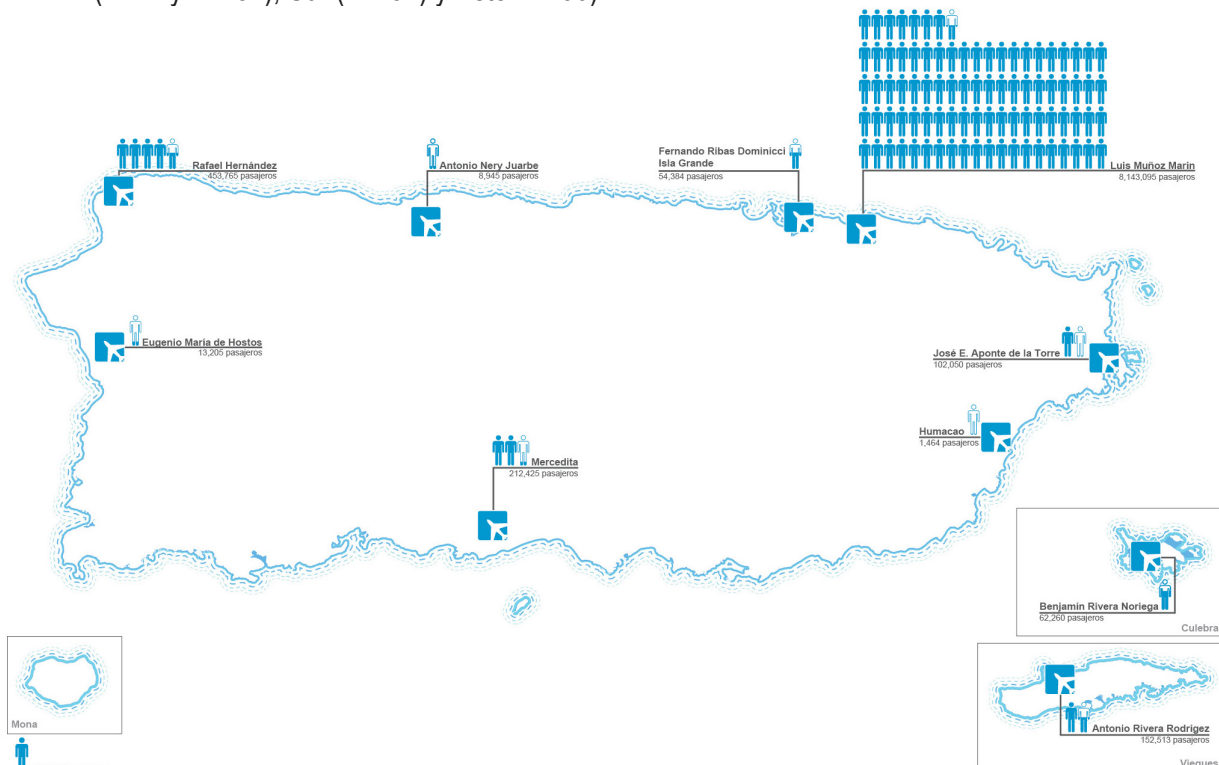 Rafael Hernández
453,765 pasajeros
Antonio Nery Juarbe
8,945 pasajeros
Fernando Ribas Dominicci
Isla Grande
54,384 pasajeros
Luis Muñoz Marín
8,143,095 pasajeros
Eugenio María de Hostos
13,205 pasajeros
José E. Aponte de la Torre
102,050 pasajeros
Humacao
1,464 pasajeros
Mercedita
212,425 pasajeros
Benjamín Rivera Noriega
62,260 pasajeros
Culebra
Mona
Antonio Rivera Rodrigez
152,513 pasajeros
Vieques